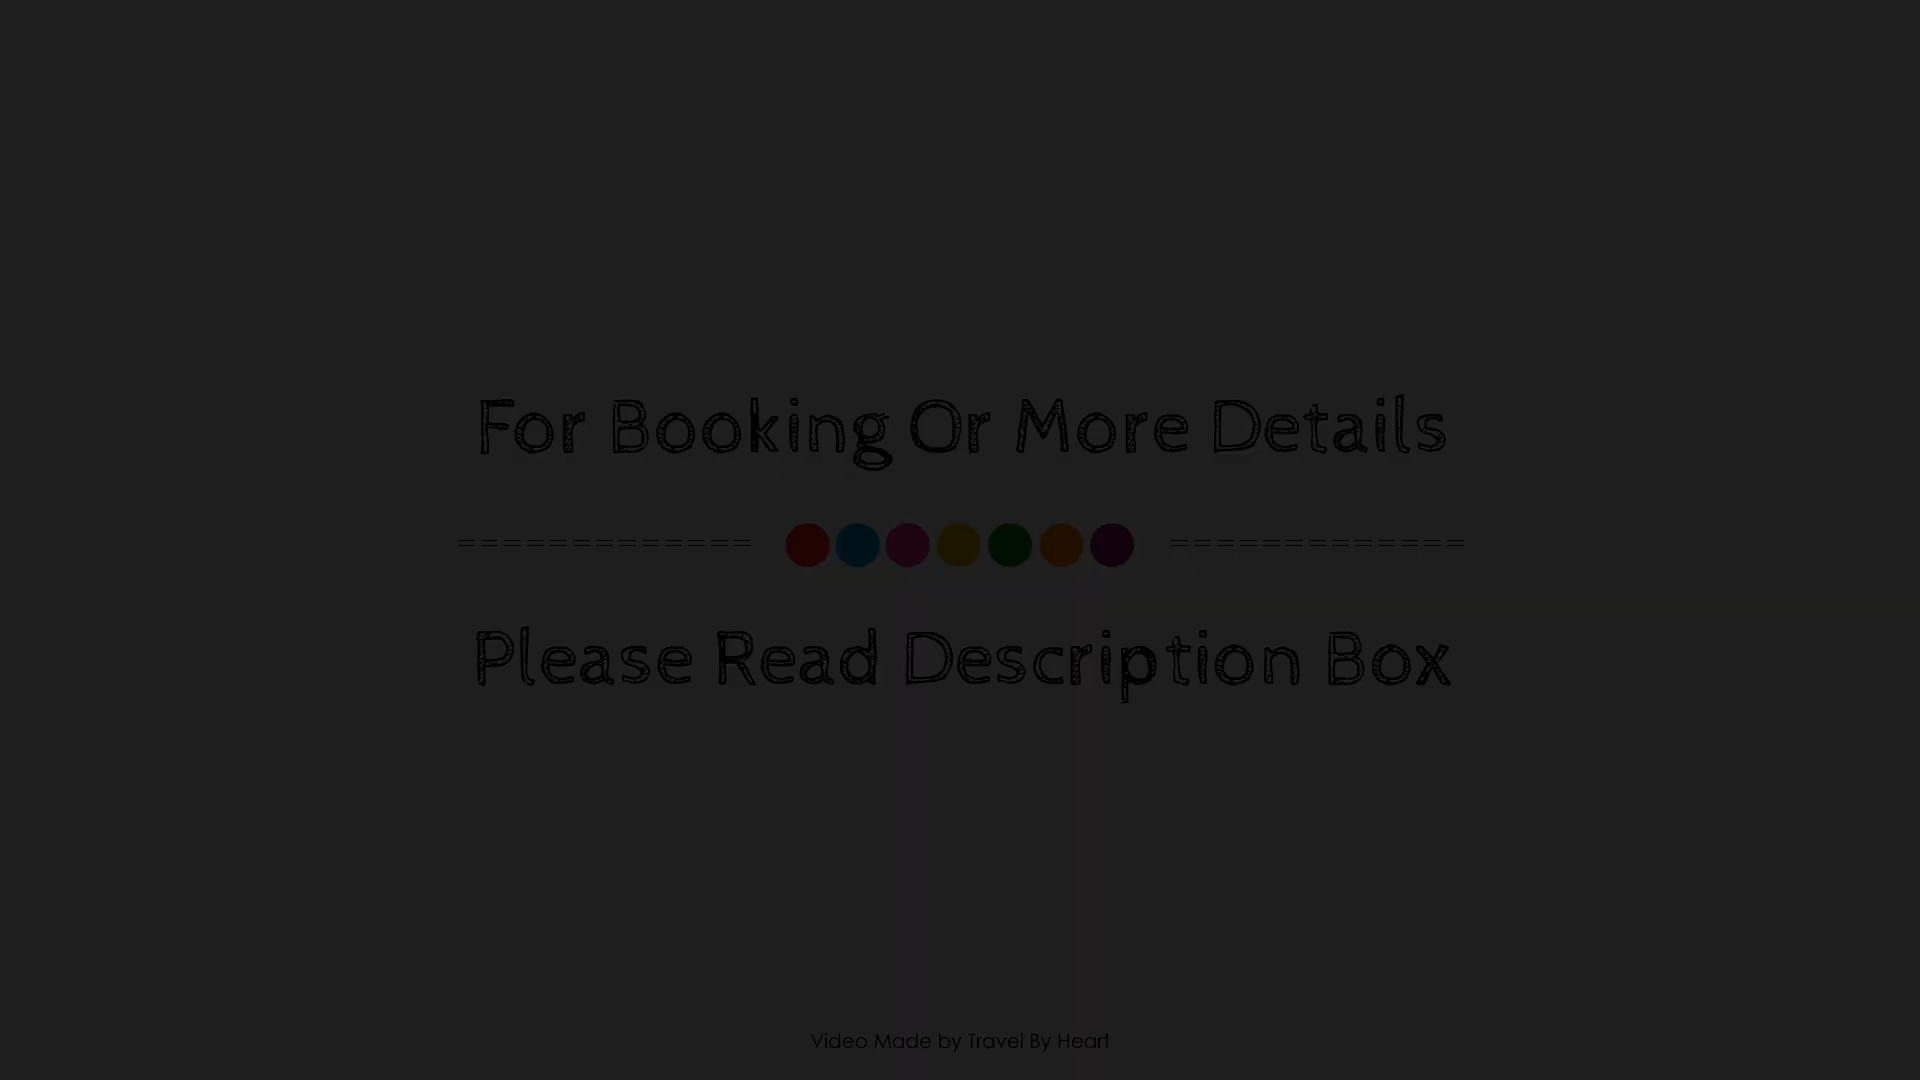 For Booking Or More Details
============= =============
Please Read Description Box
Video Made by Travel By Heart